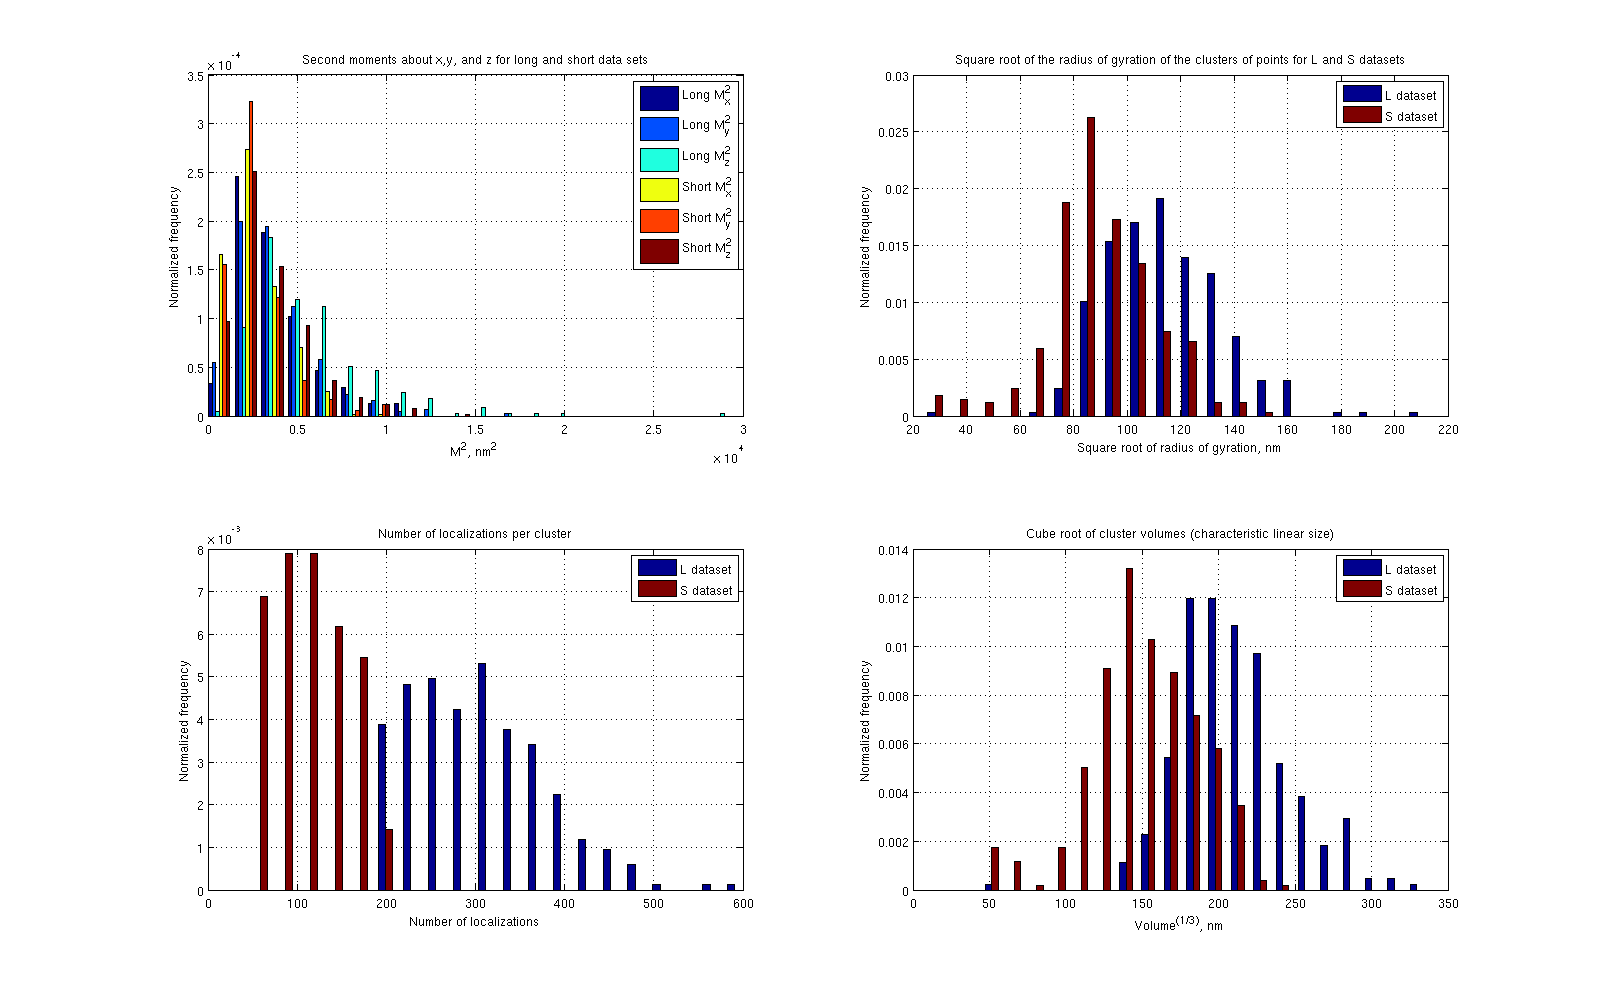 Second moments about x,y, and z for long and short data sets
x 10^-4
Normalized frequency
3.5
3
2.5
2
1.5
1
0.5
0
0 0.5 1 1.5 2 2.5 3
M^2, nm^2
x 10^4
Long M_x^2
Long M_y^2
Long M_z^2
Short M_x^2
Short M_y^2
Short M_z^2
Square root of the radius of gyration of the clusters of points for L and S datasets
Normalized frequency
0.03
0.025
0.02
0.015
0.01
0.005
0
20 40 60 80 100 120 140 160 180 200 220
Square root of radius of gyration, nm
L dataset
S dataset
Number of localizations per cluster
x 10^-3
Normalized frequency
8
7
6
5
4
3
2
1
0
0 100 200 300 400 500 600
Number of localizations
L dataset
S dataset
Cube root of cluster volumes (characteristic linear size)
Normalized frequency
0.014
0.012
0.01
0.008
0.006
0.004
0.002
0
0 50 100 150 200 250 300 350
Volume^(1/3), nm
L dataset
S dataset